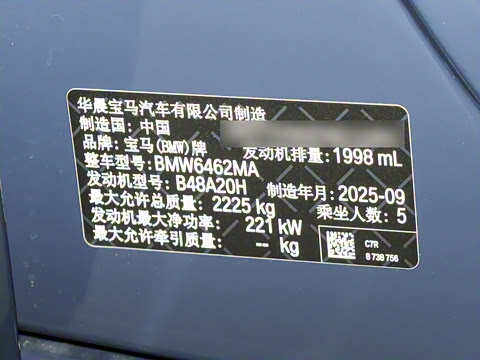 华晨宝马汽车有限公司制造
制造国: 中国
品牌: 宝马(BMW)牌
发动机排量: 1998 mL
整车型号: BMW6462MA
发动机型号: B48A20H
制造年月: 2025-09
最大允许总质量: 2225 kg
乘坐人数: 5
发动机最大净功率: 221 kW
最大允许牵引质量: -- kg
C7R
8 738 756